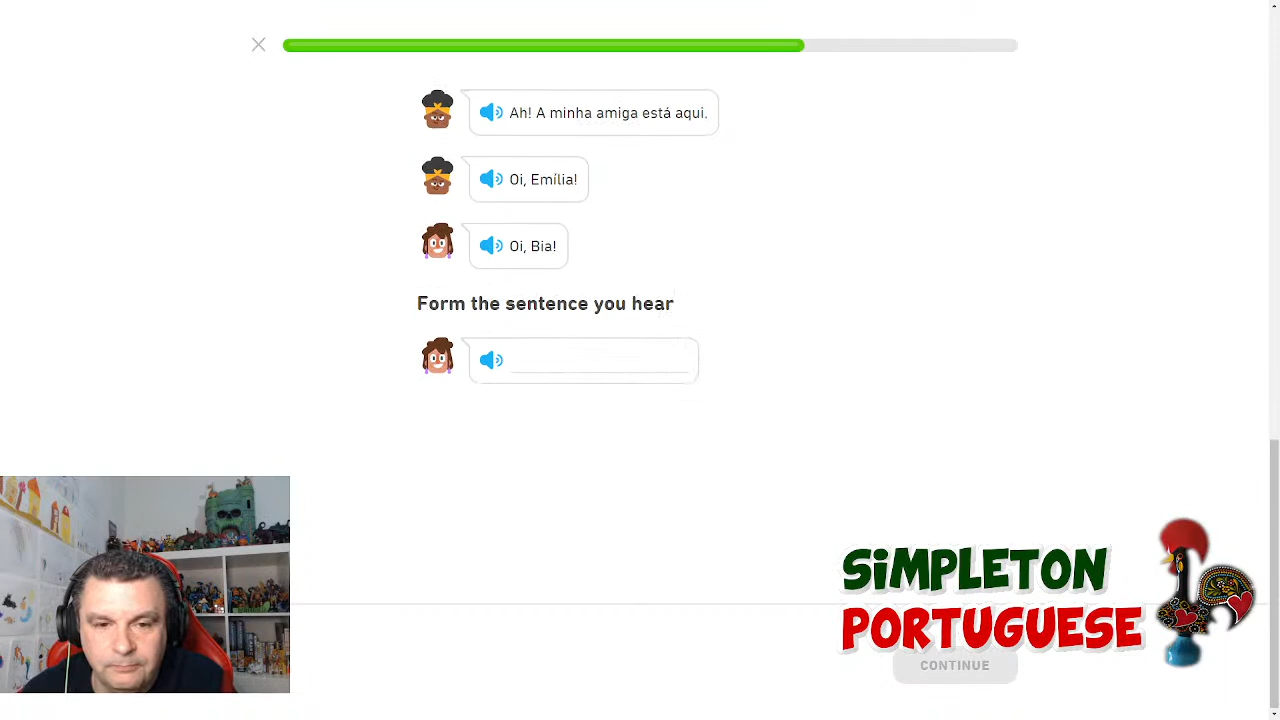 Ah! A minha amiga está aqui.
Oi, Emília!
Oi, Bia!
Form the sentence you hear
SiMPLETON
PORTUGUESE
CONTINUE